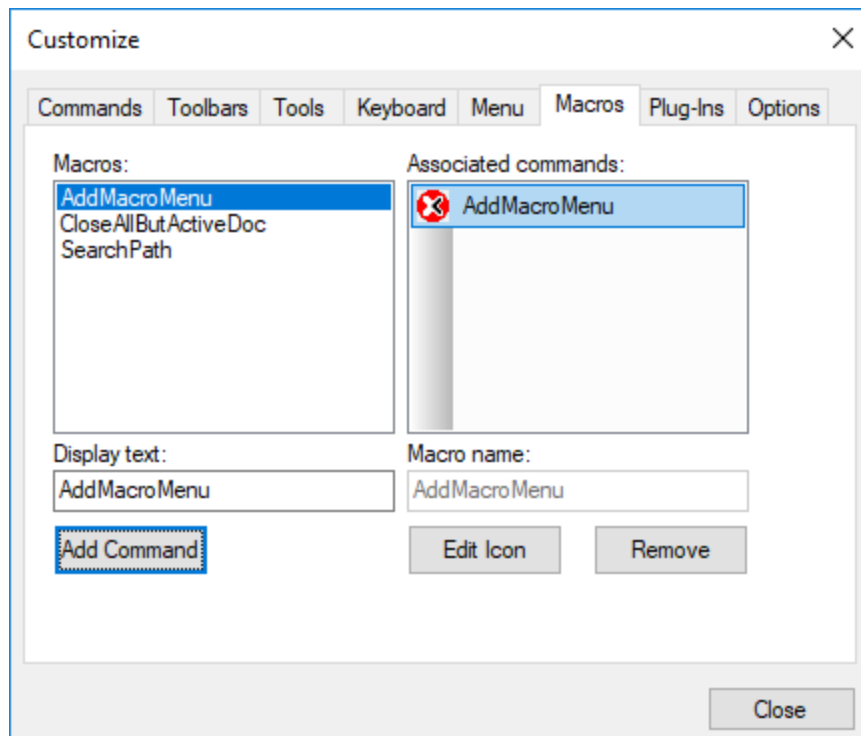 Customize
Commands Toolbars Tools Keyboard Menu Macros Plug-Ins Options
Macros: Associated commands:
AddMacroMenu AddMacroMenu
CloseAllButActiveDoc
SearchPath
Display text: Macro name:
AddMacroMenu AddMacroMenu
Add Command Edit Icon Remove
Close